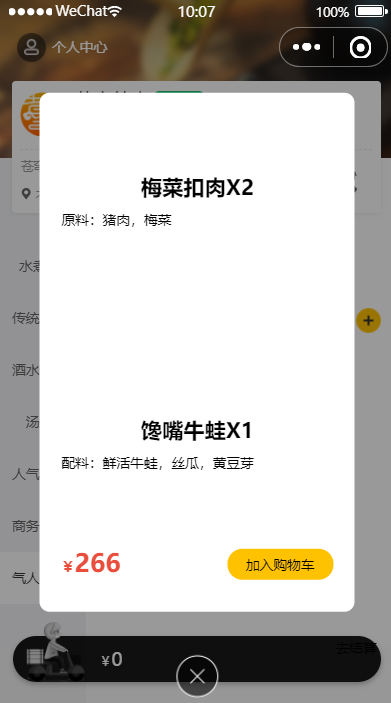 WeChat 10:07 100%
个人中心
苍穹
水煮
传统
酒水
汤
人气
商务
气人
梅菜扣肉X2
原料：猪肉，梅菜
馋嘴牛蛙X1
配料：鲜活牛蛙，丝瓜，黄豆芽
¥266
加入购物车
¥0
去结算